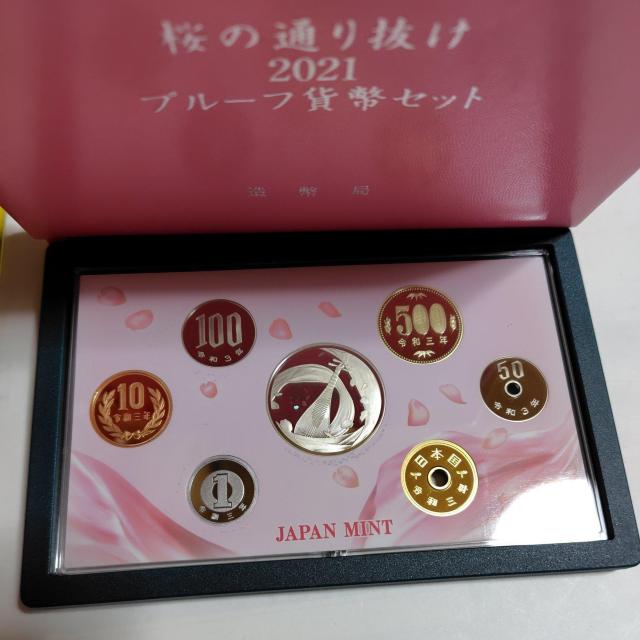 桜の通り抜け
2021
プルーフ貨幣セット
造幣局
100
令和3年
500
令和三年
10
令和三年
50
令和3年
1
令和三年
日本国
令和三年
JAPAN MINT